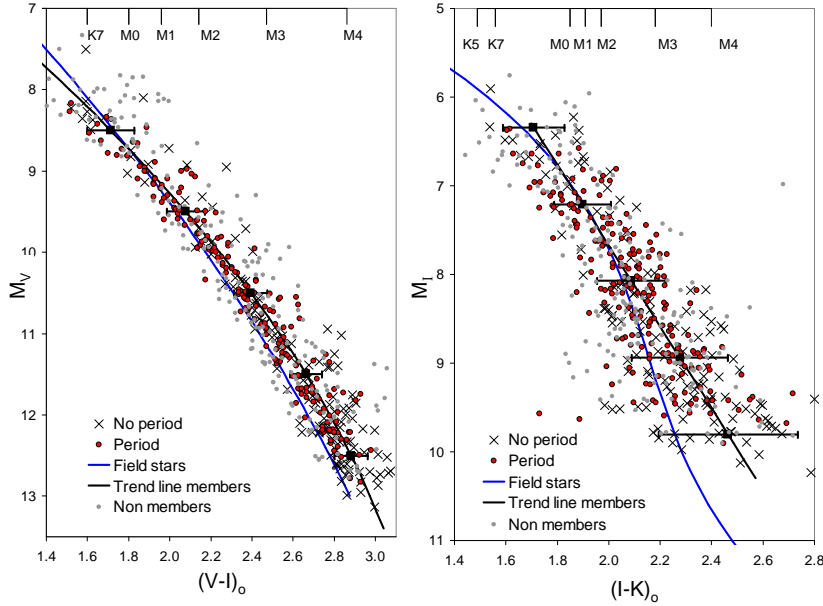 7
8
9
10
11
12
13
M_V
K7 M0 M1 M2 M3 M4
No period
Period
Field stars
Trend line members
Non members
1.4 1.6 1.8 2.0 2.2 2.4 2.6 2.8 3.0
(V-I)o
5
6
7
8
9
10
11
M_I
K5 K7 M0 M1 M2 M3 M4
No period
Period
Field stars
Trend line members
Non members
1.4 1.6 1.8 2.0 2.2 2.4 2.6 2.8
(I-K)o